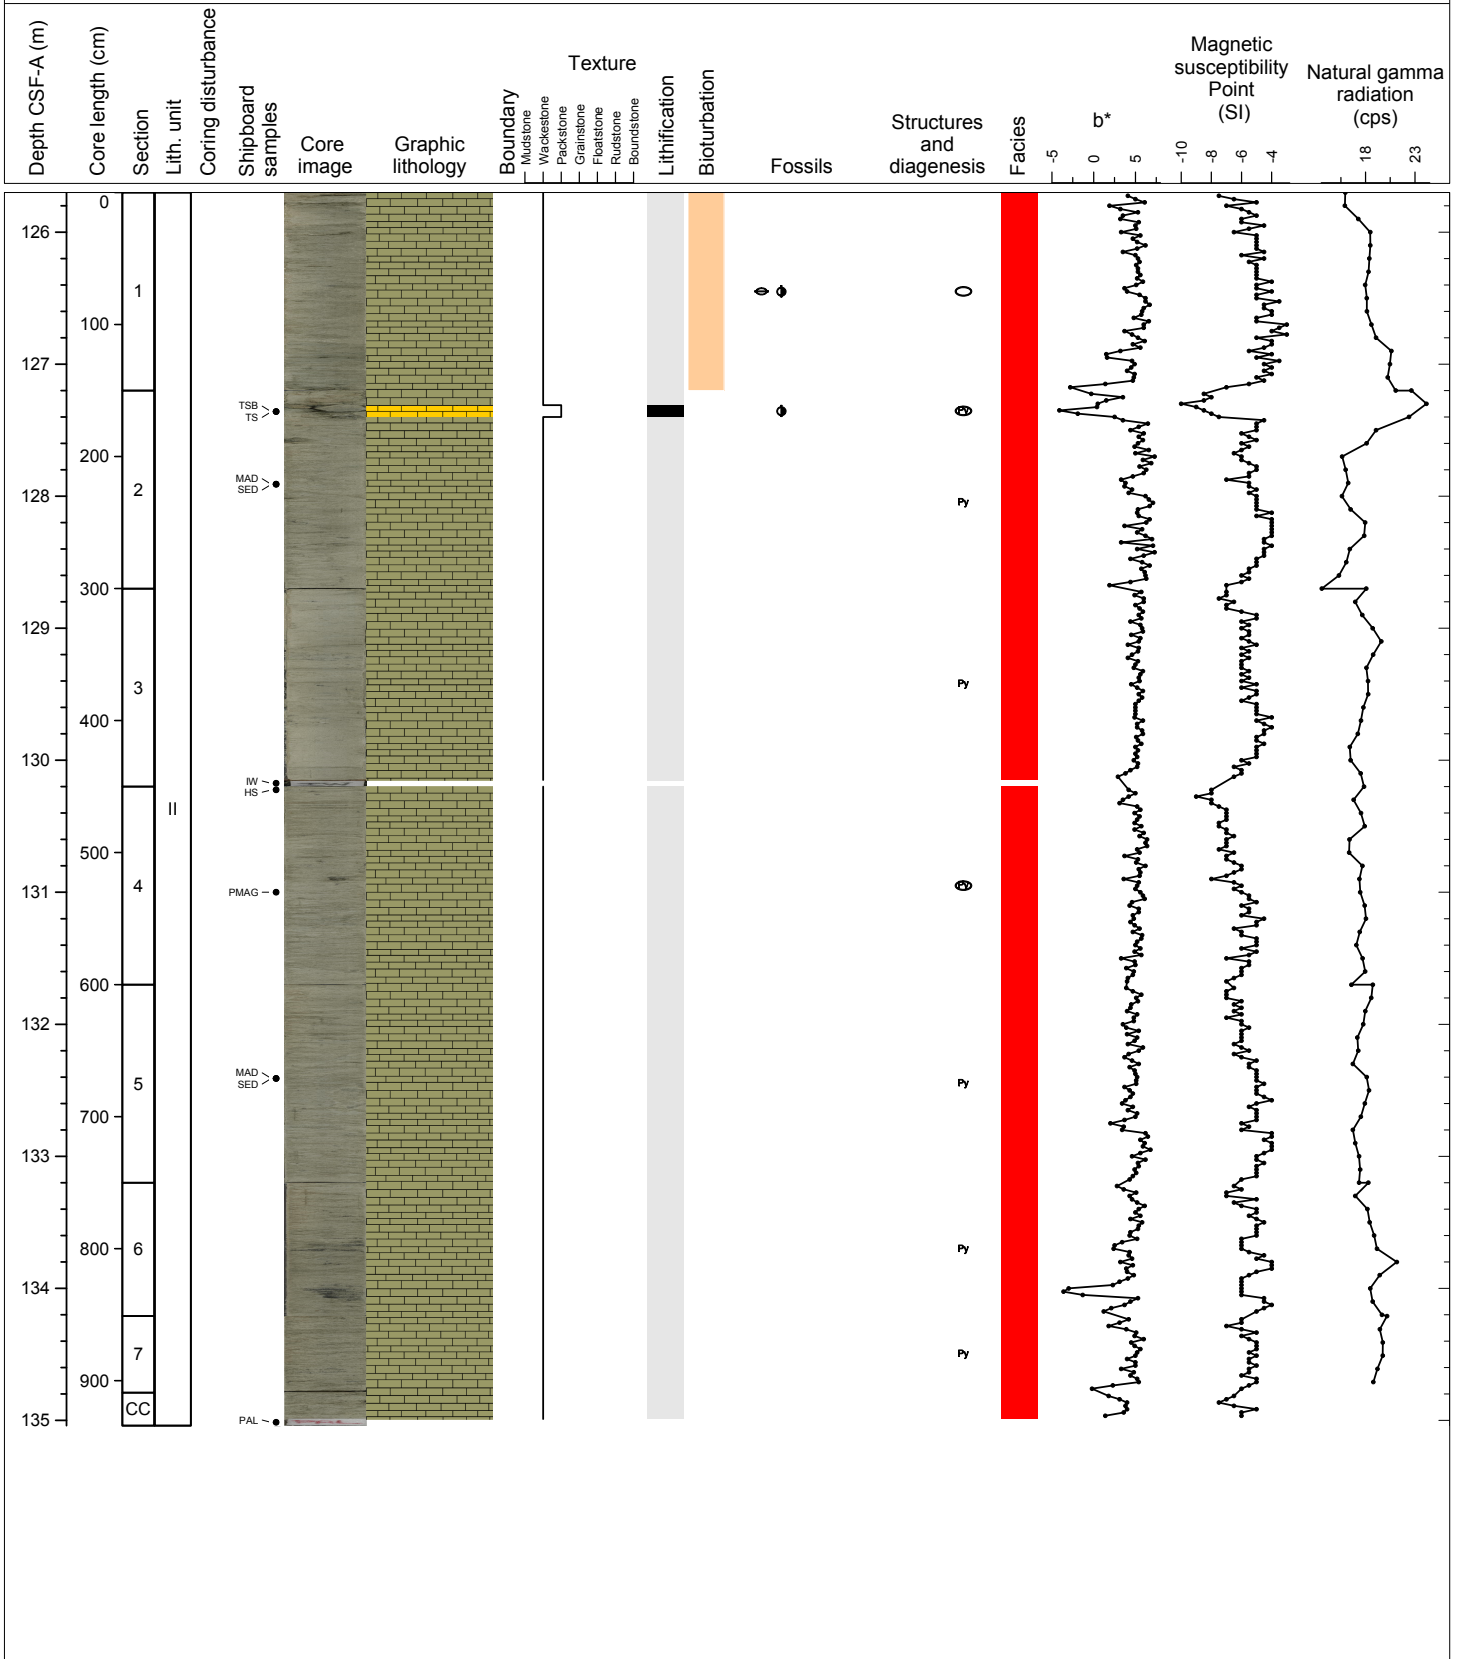 Depth CSF-A (m)
Core length (cm)
Section
Lith. unit
Coring disturbance
Shipboard
samples
Core
image
Graphic
lithology
Boundary
Texture
Mudstone
Wackestone
Packstone
Grainstone
Floatstone
Rudstone
Boundstone
Lithification
Bioturbation
Fossils
Structures
and
diagenesis
Facies
b*
-5 0 5
Magnetic
susceptibility
Point
(SI)
-10 -8 -6 -4
Natural gamma
radiation
(cps)
18 23
0
126
1
100
127
TSB
TS
Py
200
MAD
SED
2
128
Py
300
129
3
Py
400
130
IW
HS
II
500
4
131
PMAG
Py
600
132
MAD
SED
5
Py
700
133
6
800
Py
134
7
Py
900
CC
135
PAL